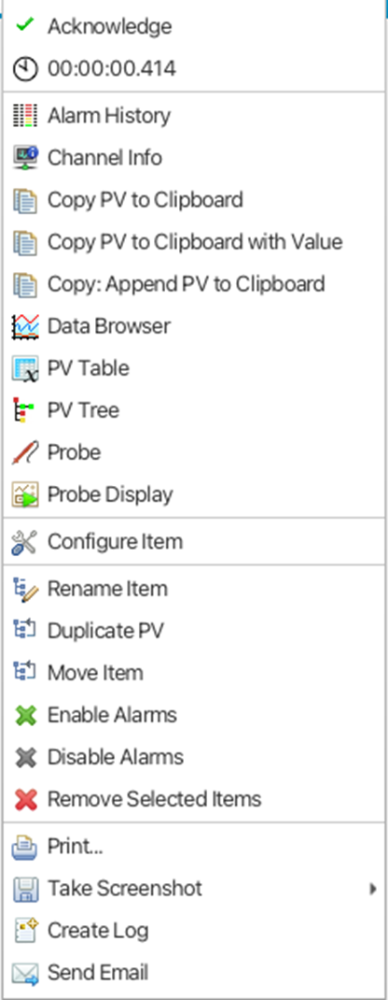 Acknowledge
00:00:00.414
Alarm History
Channel Info
Copy PV to Clipboard
Copy PV to Clipboard with Value
Copy: Append PV to Clipboard
Data Browser
PV Table
PV Tree
Probe
Probe Display
Configure Item
Rename Item
Duplicate PV
Move Item
Enable Alarms
Disable Alarms
Remove Selected Items
Print...
Take Screenshot
Create Log
Send Email